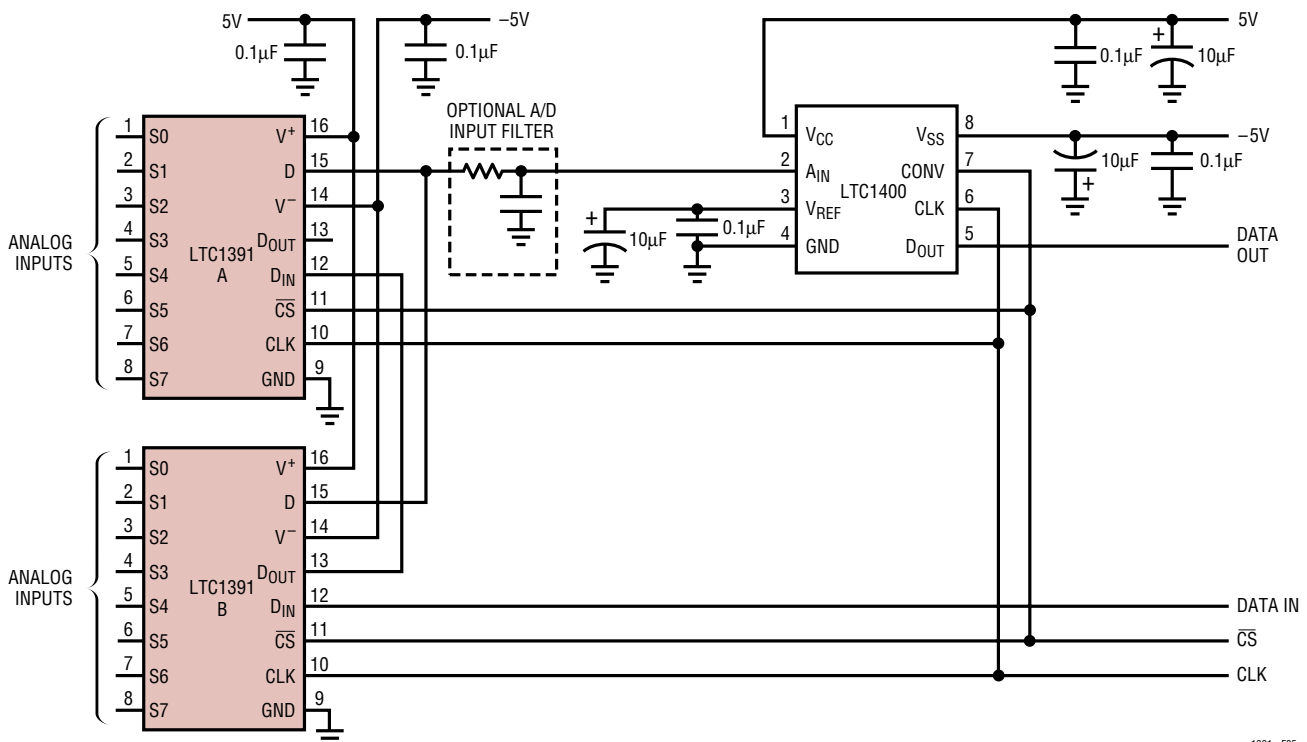 5V
0.1µF
–5V
0.1µF
5V
0.1µF
+
10µF
OPTIONAL A/D
INPUT FILTER
ANALOG
INPUTS
1 S0 V+ 16
2 S1 D 15
3 S2 V– 14
4 S3 DOUT 13
5 S4 DIN 12
6 S5 CS 11
7 S6 CLK 10
8 S7 GND 9
LTC1391
A
+
10µF
0.1µF
1 VCC VSS 8
2 AIN CONV 7
3 VREF CLK 6
4 GND DOUT 5
LTC1400
–5V
10µF
+
0.1µF
DATA
OUT
ANALOG
INPUTS
1 S0 V+ 16
2 S1 D 15
3 S2 V– 14
4 S3 DOUT 13
5 S4 DIN 12
6 S5 CS 11
7 S6 CLK 10
8 S7 GND 9
LTC1391
B
DATA IN
CS
CLK